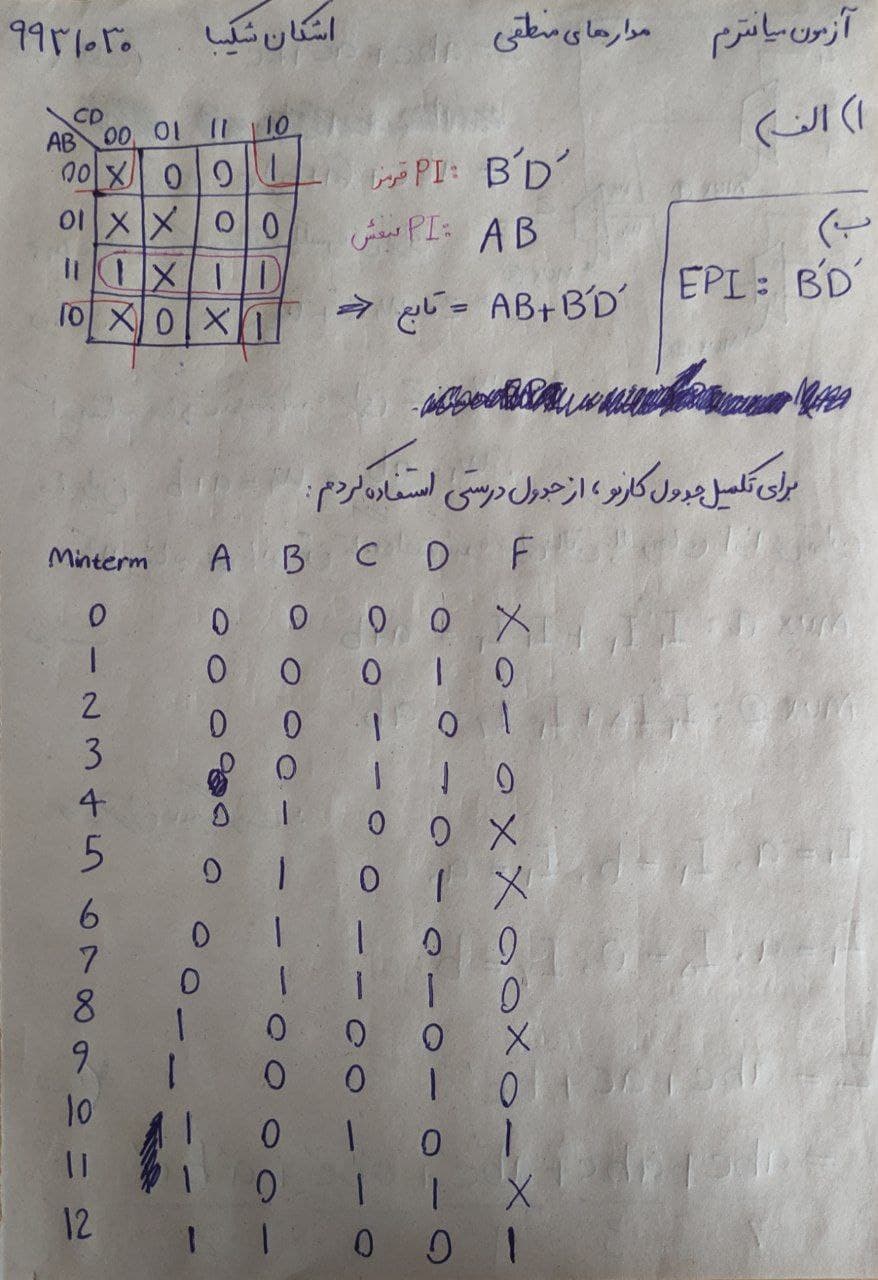 آزمون میانترم مدارهای منطقی اشکان شکیبا ۹۹۳۱۰۳۰
۱) الف)
CD
AB 00 01 11 10
00 X 0 0 1
01 X X 0 0
11 1 X 1 1
10 X 0 X 1
PI قرمز: B'D'
PI بنفش: AB
⇒ تابع = AB+B'D'
ب)
EPI: B'D'
برای تکمیل جدول کارنو، از جدول درستی استفاده کردم:
Minterm A B C D F
0 0 0 0 0 X
1 0 0 0 1 0
2 0 0 1 0 1
3 0 0 1 1 0
4 0 1 0 0 X
5 0 1 0 1 X
6 0 1 1 0 0
7 0 1 1 1 0
8 1 0 0 0 X
9 1 0 0 1 0
10 1 0 1 0 1
11 1 0 1 1 X
12 1 1 0 0 1